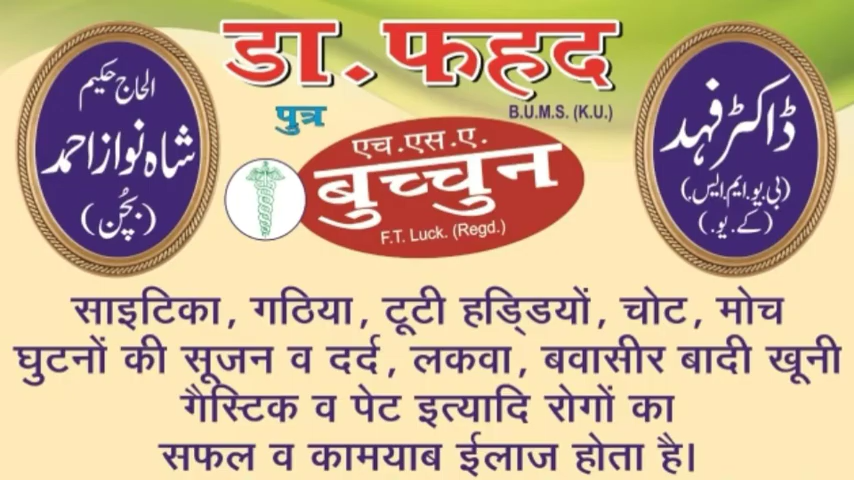 الحاج حکیم
شاہ نواز احمد
(بچُن)
डा. फहद
B.U.M.S. (K.U.)
पुत्र
एच.एस.ए.
बुच्चुन
F.T. Luck. (Regd.)
ڈاکٹر فہد
(بی.یو.ایم.ایس.)
(کے.یو.)
साइटिका, गठिया, टूटी हड्डियों, चोट, मोच
घुटनों की सूजन व दर्द, लकवा, बवासीर बादी खूनी
गैस्टिक व पेट इत्यादि रोगों का
सफल व कामयाब ईलाज होता है।